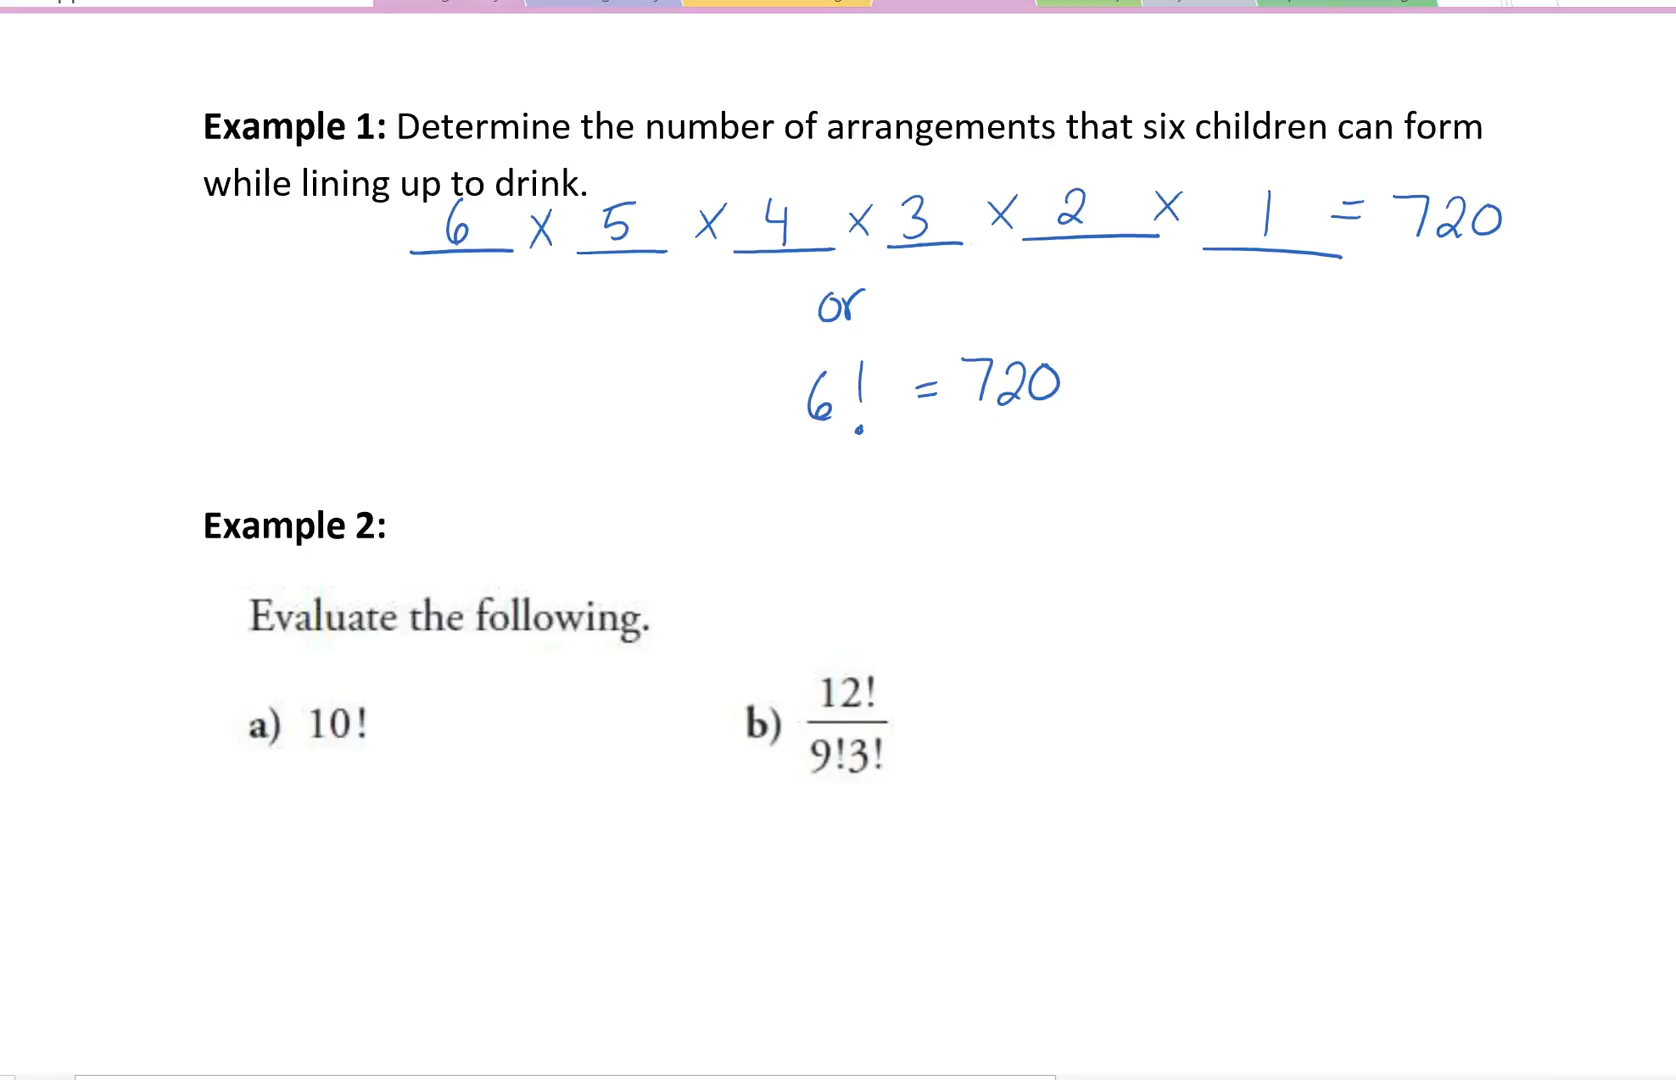 Example 1: Determine the number of arrangements that six children can form
while lining up to drink.
6 × 5 × 4 × 3 × 2 × 1 = 720
or
6! = 720
Example 2:
Evaluate the following.
a) 10! b) 12!
9!3!